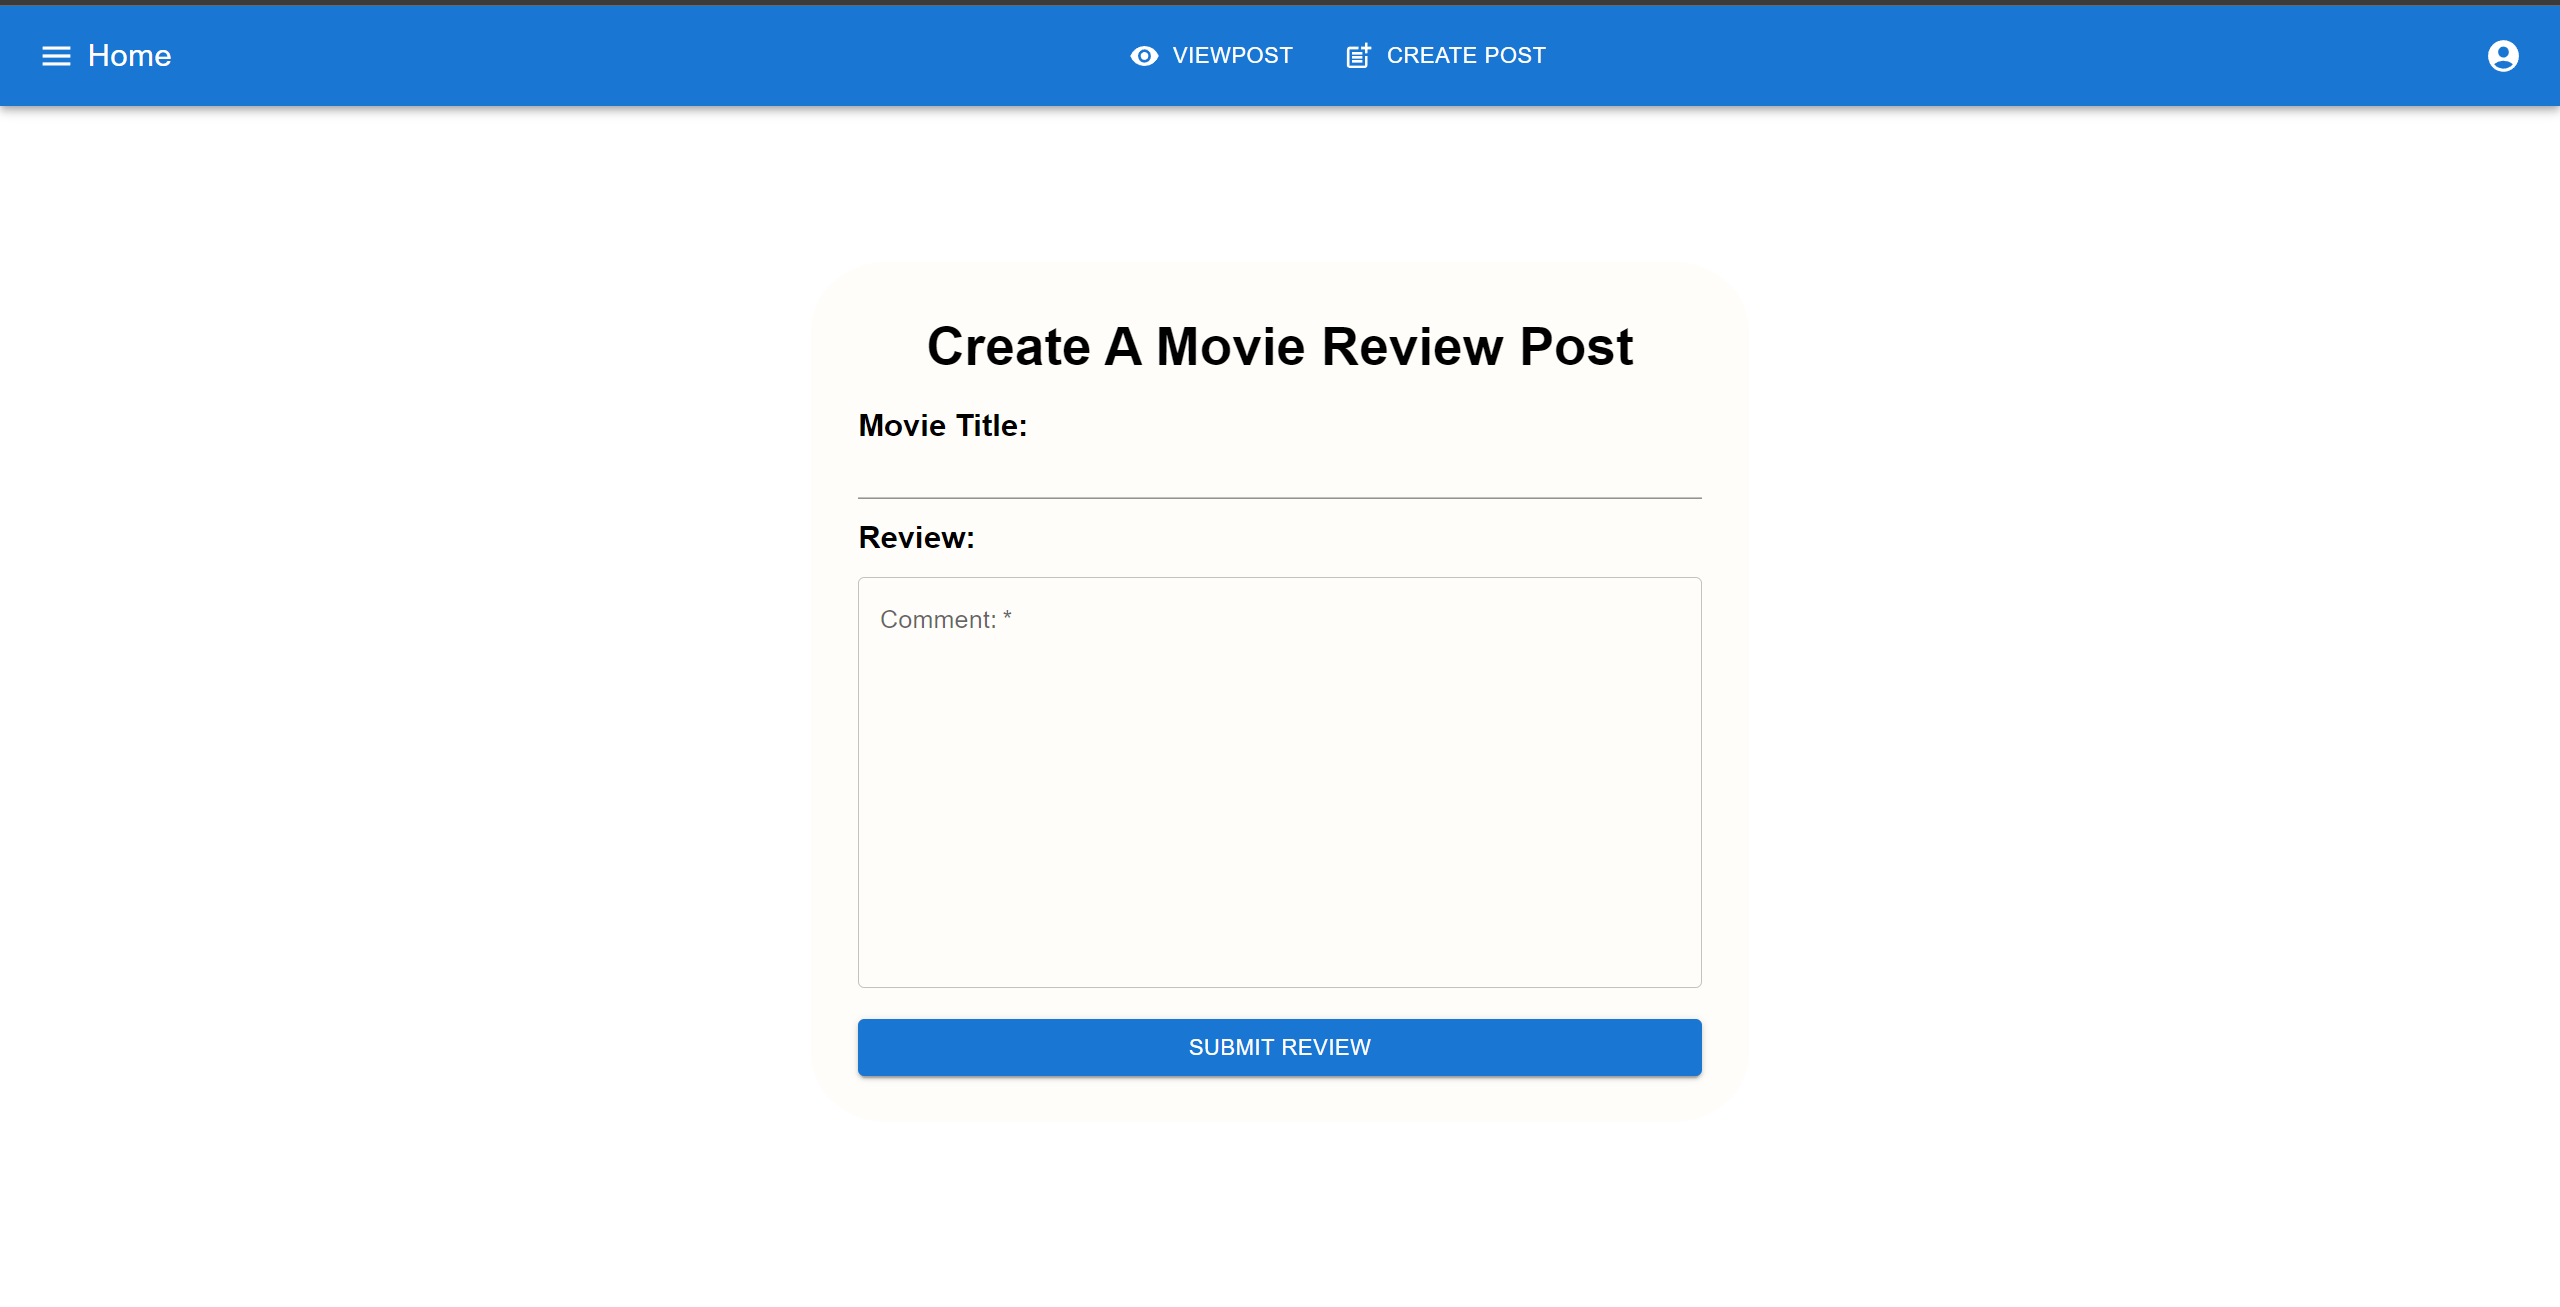 Home
VIEWPOST
CREATE POST
Create A Movie Review Post
Movie Title:
Review:
Comment: *
SUBMIT REVIEW